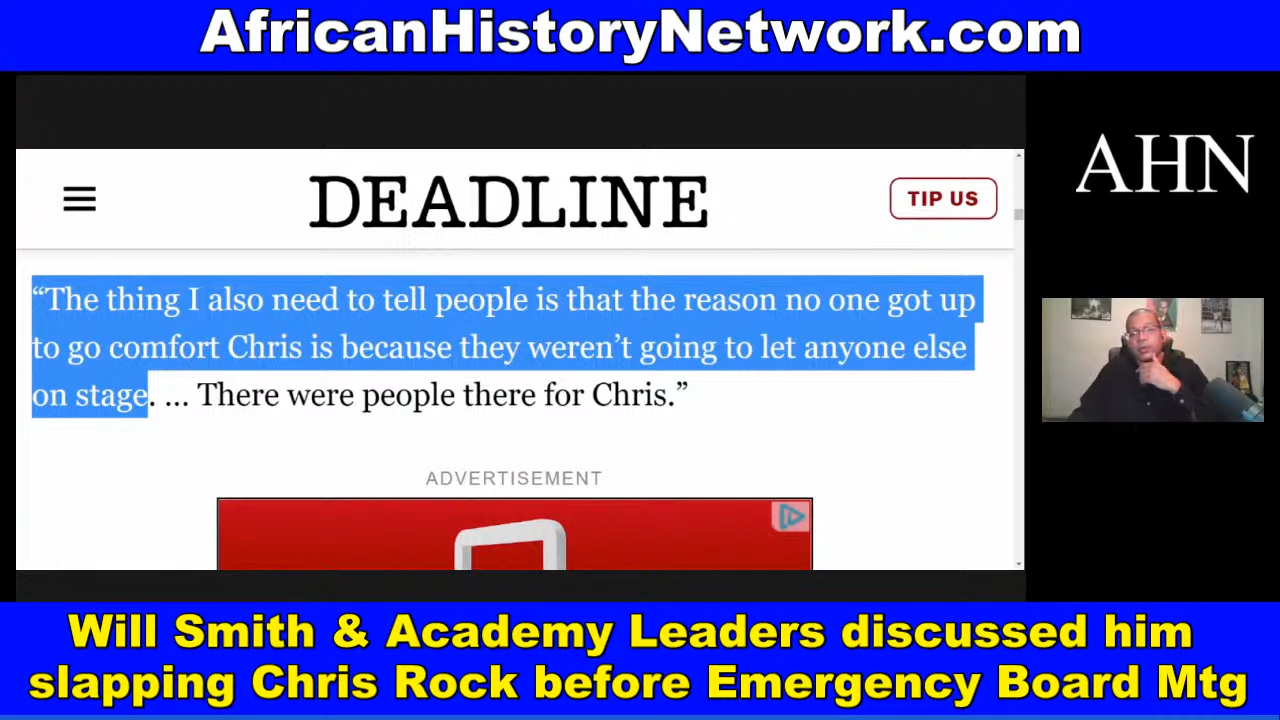 AfricanHistoryNetwork.com
DEADLINE
TIP US
AHN
“The thing I also need to tell people is that the reason no one got up
to go comfort Chris is because they weren’t going to let anyone else
on stage. ... There were people there for Chris.”
ADVERTISEMENT
Will Smith & Academy Leaders discussed him
slapping Chris Rock before Emergency Board Mtg